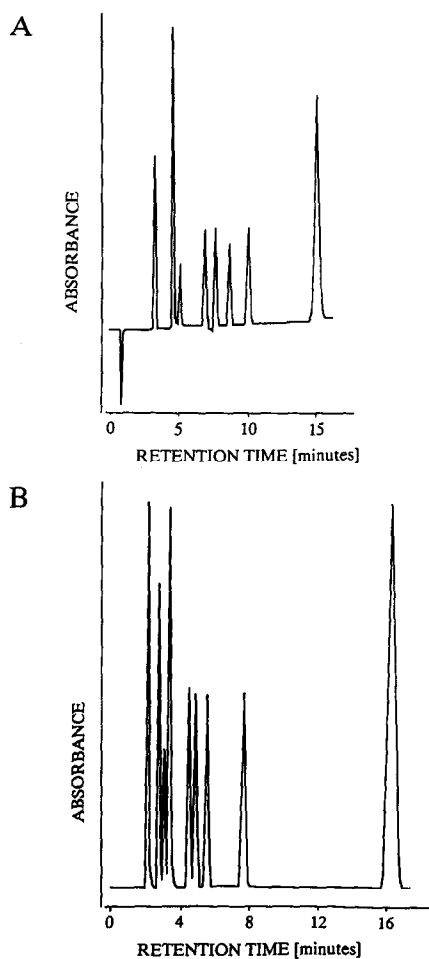 A
ABSORBANCE
0 5 10 15
RETENTION TIME [minutes]
B
ABSORBANCE
0 4 8 12 16
RETENTION TIME [minutes]